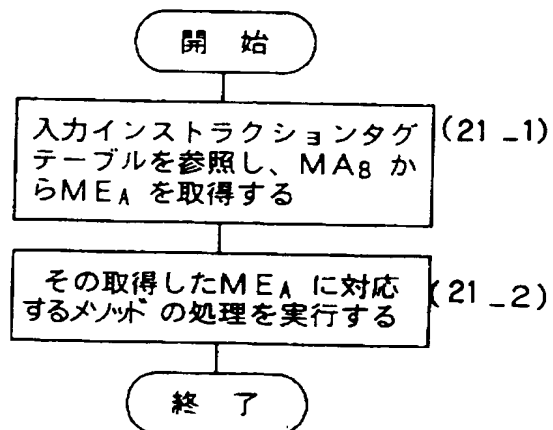 開 始
入力インストラクションタグ
テーブルを参照し、MAB か
らMEA を取得する
(21_1)
その取得したMEA に対応
するメソッド の処理を実行する
(21_2)
終 了